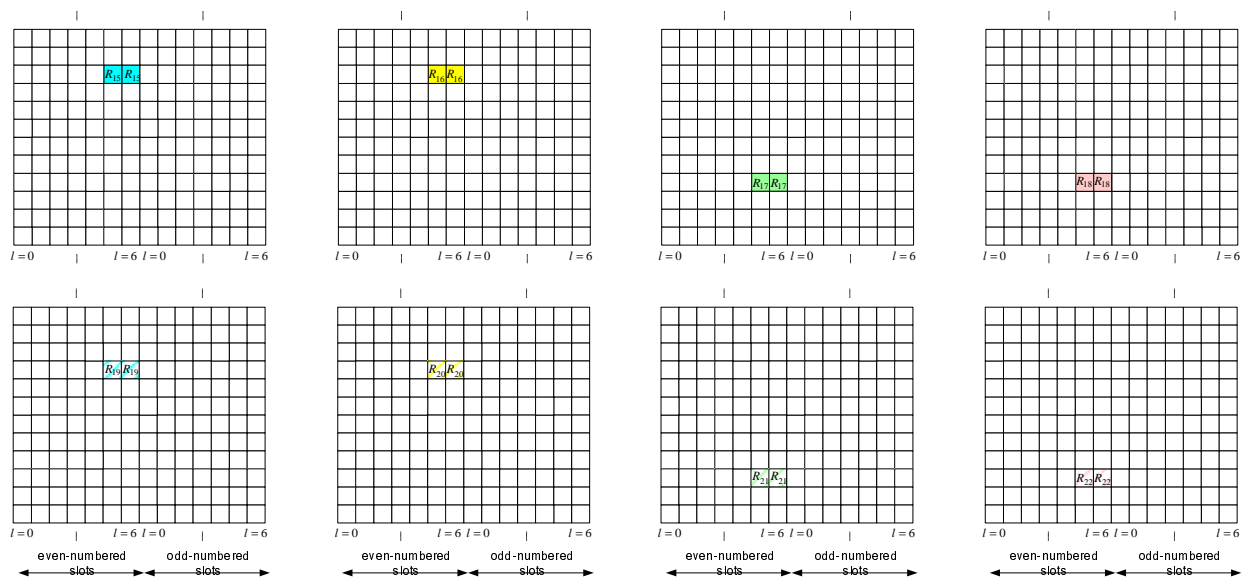 R15 R15 R16 R16
R17 R17 R18 R18
l = 0 l = 6 l = 0 l = 6 l = 0 l = 6 l = 0 l = 6 l = 0 l = 6 l = 0 l = 6 l = 0 l = 6 l = 0 l = 6
R19 R19 R20 R20
R21 R21 R22 R22
l = 0 l = 6 l = 0 l = 6 l = 0 l = 6 l = 0 l = 6 l = 0 l = 6 l = 0 l = 6 l = 0 l = 6 l = 0 l = 6
even-numbered odd-numbered even-numbered odd-numbered even-numbered odd-numbered even-numbered odd-numbered
slots slots slots slots slots slots slots slots